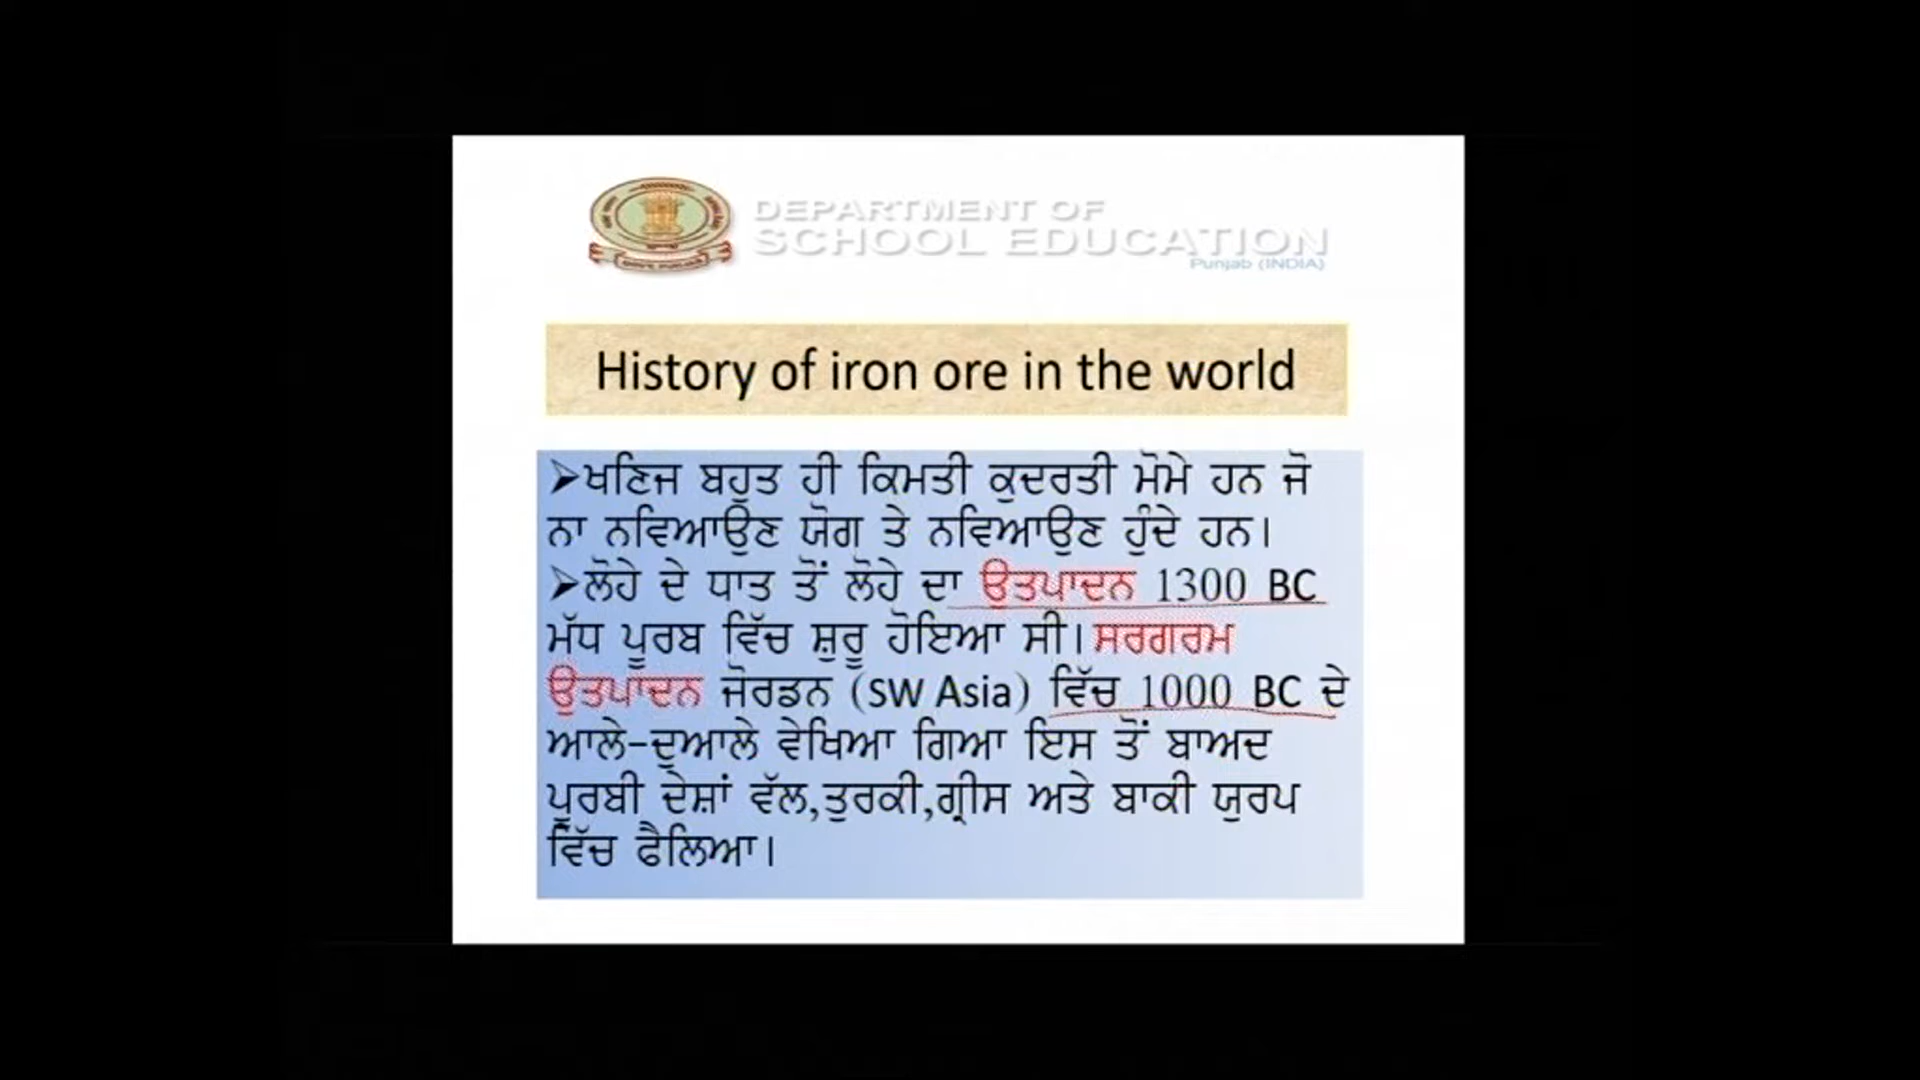 DEPARTMENT OF
SCHOOL EDUCATION
Punjab (INDIA)
History of iron ore in the world
➢ਖਣਿਜ ਬਹੁਤ ਹੀ ਕਿਮਤੀ ਕੁਦਰਤੀ ਮੋਮੇ ਹਨ ਜੋ
ਨਾ ਨਵਿਆਉਣ ਯੋਗ ਤੇ ਨਵਿਆਉਣ ਹੁੰਦੇ ਹਨ।
➢ਲੋਹੇ ਦੇ ਧਾਤ ਤੋਂ ਲੋਹੇ ਦਾ ਉਤਪਾਦਨ 1300 BC
ਮੱਧ ਪੂਰਬ ਵਿੱਚ ਸ਼ੁਰੂ ਹੋਇਆ ਸੀ। ਸਰਗਰਮ
ਉਤਪਾਦਨ ਜੋਰਡਨ (SW Asia) ਵਿੱਚ 1000 BC ਦੇ
ਆਲੇ-ਦੁਆਲੇ ਵੇਖਿਆ ਗਿਆ ਇਸ ਤੋਂ ਬਾਅਦ
ਪੂਰਬੀ ਦੇਸ਼ਾਂ ਵੱਲ,ਤੁਰਕੀ,ਗ੍ਰੀਸ ਅਤੇ ਬਾਕੀ ਯੁਰਪ
ਵਿੱਚ ਫੈਲਿਆ।